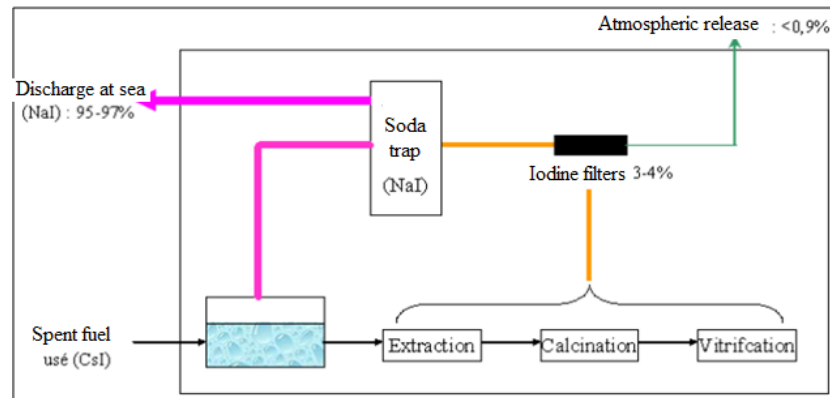 Atmospheric release : <0,9%
Discharge at sea
(NaI) : 95-97%
Soda
trap
(NaI)
Iodine filters 3-4%
Spent fuel
usé (CsI)
Extraction
Calcination
Vitrifcation